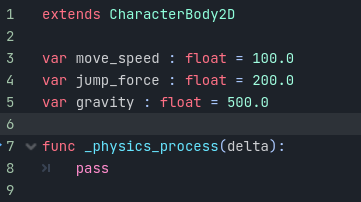 1 extends CharacterBody2D
2
3 var move_speed : float = 100.0
4 var jump_force : float = 200.0
5 var gravity : float = 500.0
6
7 func _physics_process(delta):
8     pass
9